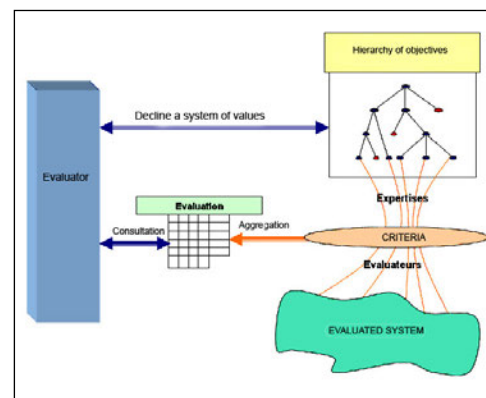 Hierarchy of objectives
Decline a system of values
Evaluator
Expertises
Evaluation
Consultation
Aggregation
CRITERIA
Evaluateurs
EVALUATED SYSTEM